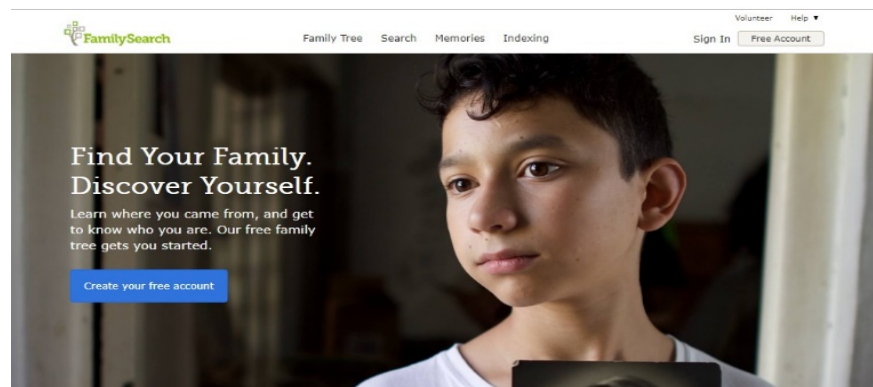 Volunteer Help ▼
FamilySearch Family Tree Search Memories Indexing Sign In Free Account
Find Your Family.
Discover Yourself.
Learn where you came from, and get
to know who you are. Our free family
tree gets you started.
Create your free account